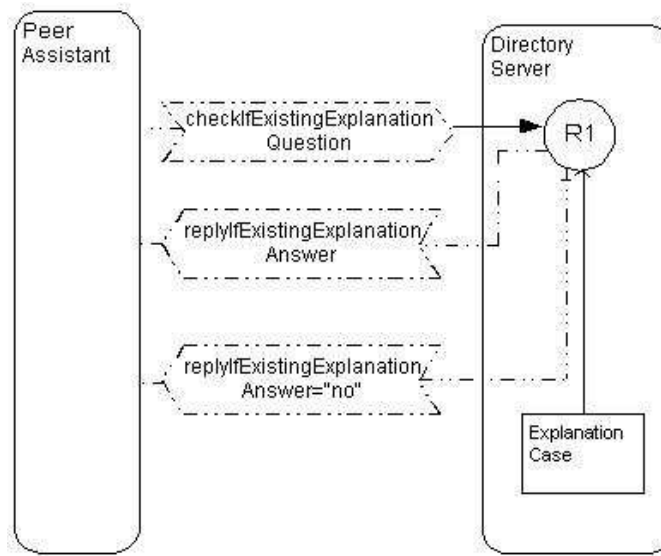 Peer
Assistant
Directory
Server
checkIfExistingExplanation
Question
R1
replyIfExistingExplanation
Answer
replyIfExistingExplanation
Answer="no"
Explanation
Case